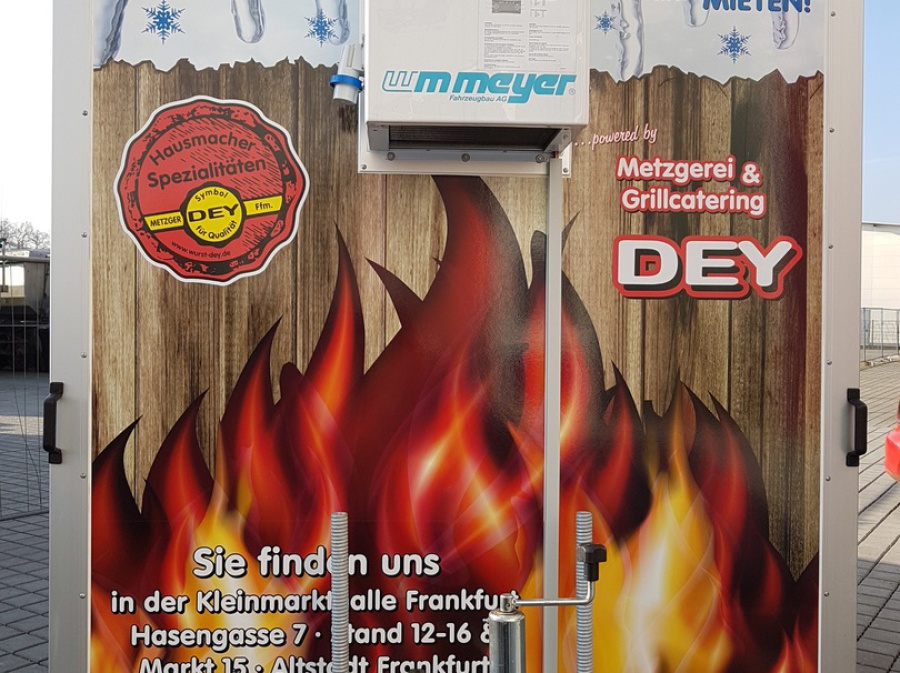 MIETEN!
wm meyer®
Fahrzeugbau AG
...powered by
Metzgerei &
Grillcatering
DEY
Hausmacher
Spezialitäten
Symbol
METZGER DEY Ffm.
für Qualität
www.wurst-dey.de
Sie finden uns
in der Kleinmarkthalle Frankfurt
Hasengasse 7 · Stand 12-16 &
Markt 15 · Altstadt Frankfurt